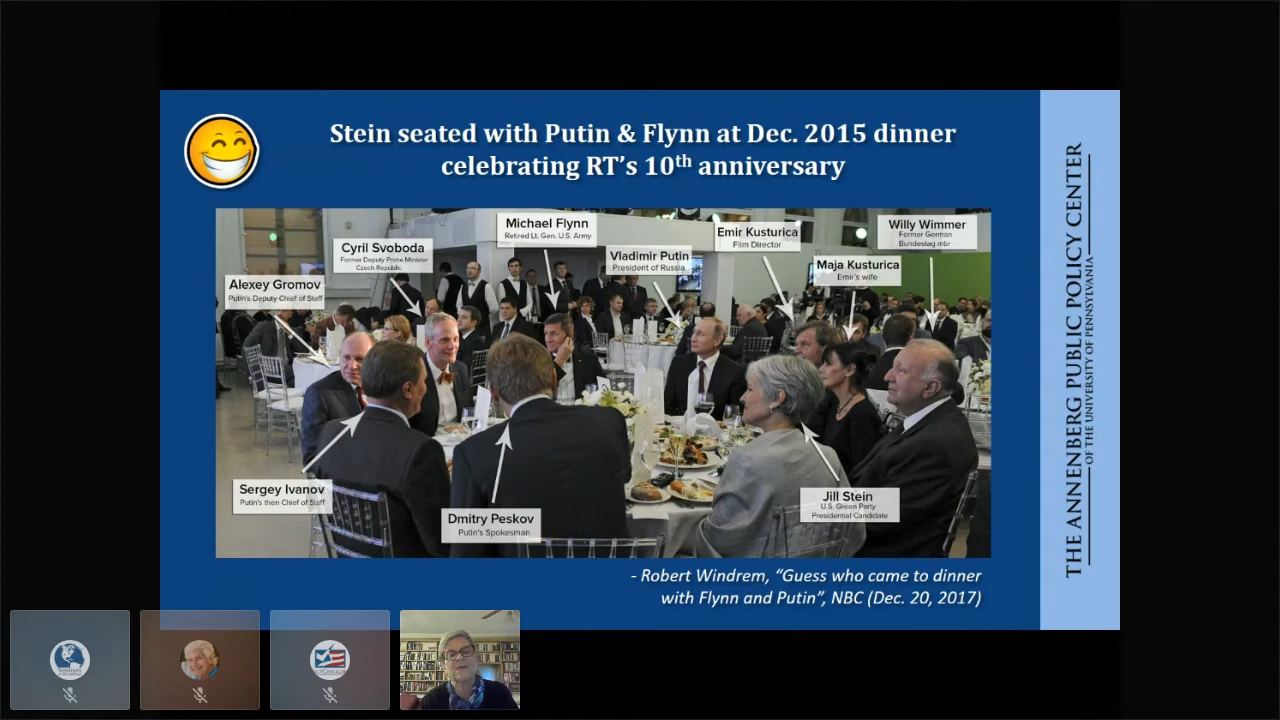 Stein seated with Putin & Flynn at Dec. 2015 dinner
celebrating RT's 10th anniversary
Michael Flynn
Retired Lt. Gen. U.S. Army
Willy Wimmer
Former German
Bundestag mbr
Emir Kusturica
Film Director
Cyril Svoboda
Former Deputy Prime Minister
Czech Republic
Vladimir Putin
President of Russia
Maja Kusturica
Emir's wife
Alexey Gromov
Putin's Deputy Chief of Staff
Sergey Ivanov
Putin's then Chief of Staff
Jill Stein
U.S. Green Party
Presidential Candidate
Dmitry Peskov
Putin's Spokesman
- Robert Windrem, "Guess who came to dinner
with Flynn and Putin", NBC (Dec. 20, 2017)
THE ANNENBERG PUBLIC POLICY CENTER
OF THE UNIVERSITY OF PENNSYLVANIA